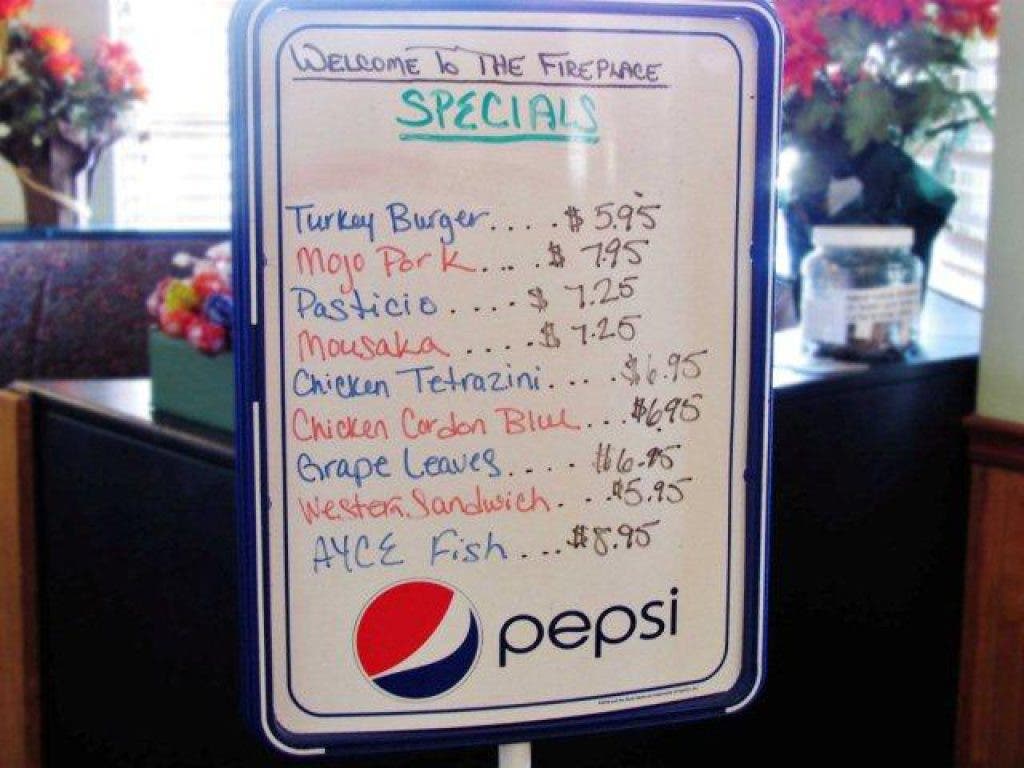 WELCOME TO THE FIREPLACE
SPECIALS
Turkey Burger.... $ 5.95
Mojo Pork.... $ 7.95
Pasticio.... $ 7.25
Mousaka.... $ 7.25
Chicken Tetrazini.... $6.95
Chicken Cordon Blue...$6.95
Grape Leaves.... $6.95
Western Sandwich...$5.95
AYCE Fish...$8.95
pepsi